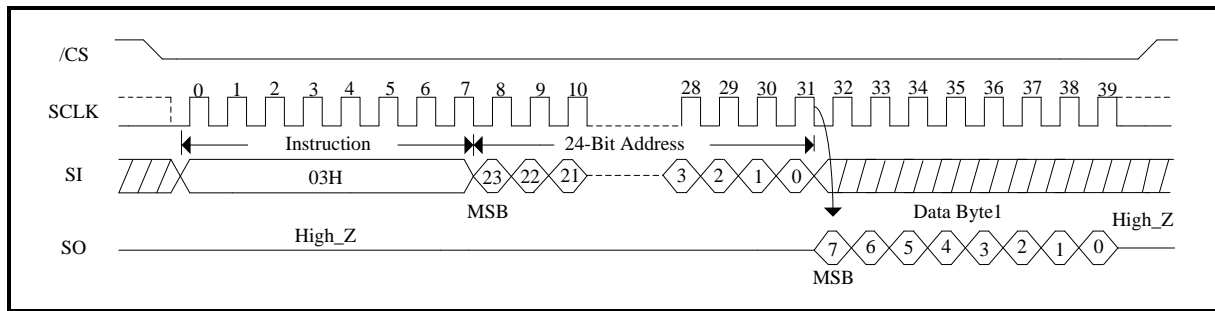 /CS
0 1 2 3 4 5 6 7 8 9 10 28 29 30 31 32 33 34 35 36 37 38 39
SCLK
Instruction 24-Bit Address
SI 03H 23 22 21 3 2 1 0
MSB Data Byte1
High_Z High_Z
SO 7 6 5 4 3 2 1 0
MSB